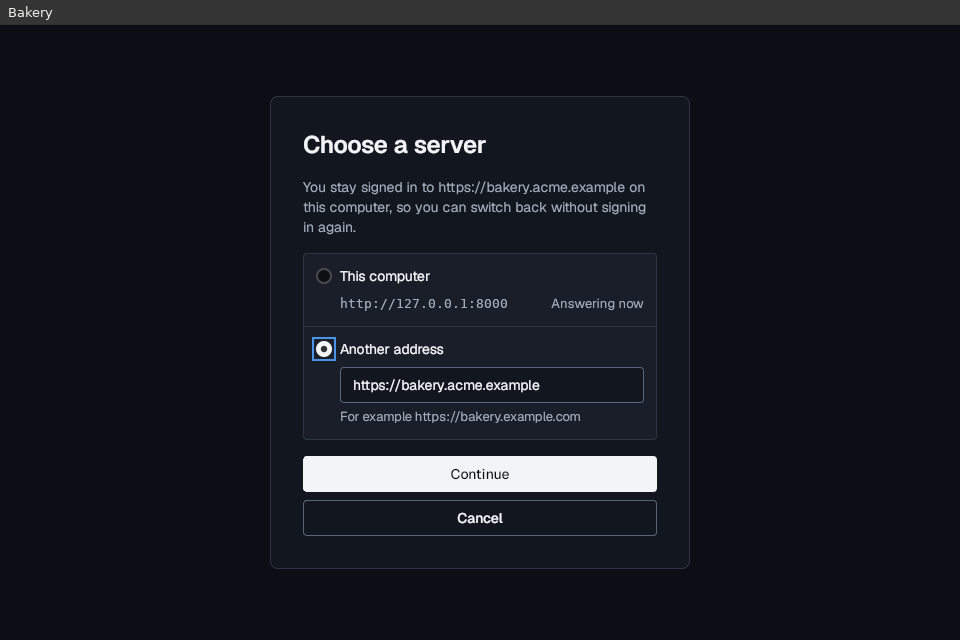 Bakery
Choose a server
You stay signed in to https://bakery.acme.example on
this computer, so you can switch back without signing
in again.
This computer
http://127.0.0.1:8000 Answering now
Another address
https://bakery.acme.example
For example https://bakery.example.com
Continue
Cancel